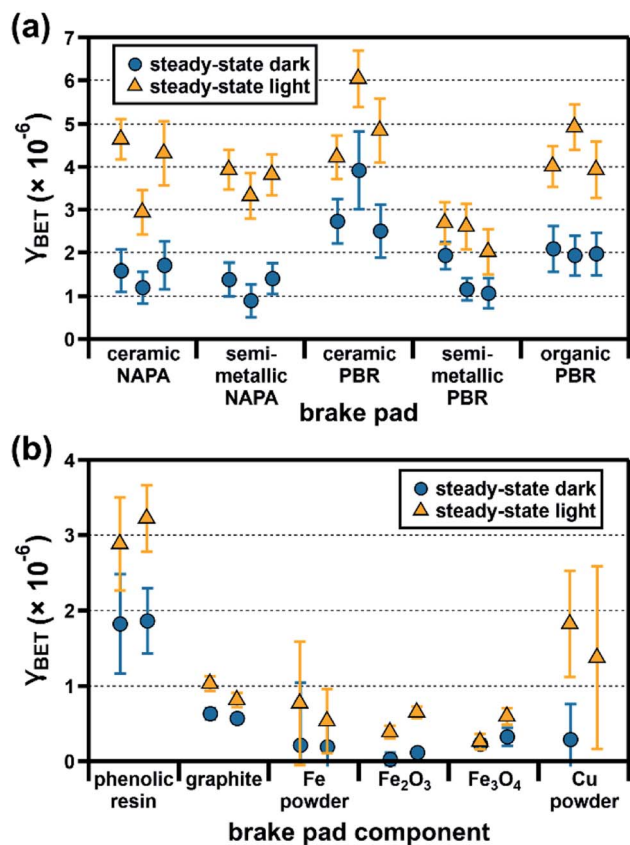 (a)
7
6
5
4
3
2
1
0
γBET (× 10⁻⁶)
steady-state dark
steady-state light
ceramic NAPA
semi-metallic NAPA
ceramic PBR
semi-metallic PBR
organic PBR
brake pad
(b)
4
3
2
1
0
γBET (× 10⁻⁶)
steady-state dark
steady-state light
phenolic resin
graphite
Fe powder
Fe₂O₃
Fe₃O₄
Cu powder
brake pad component